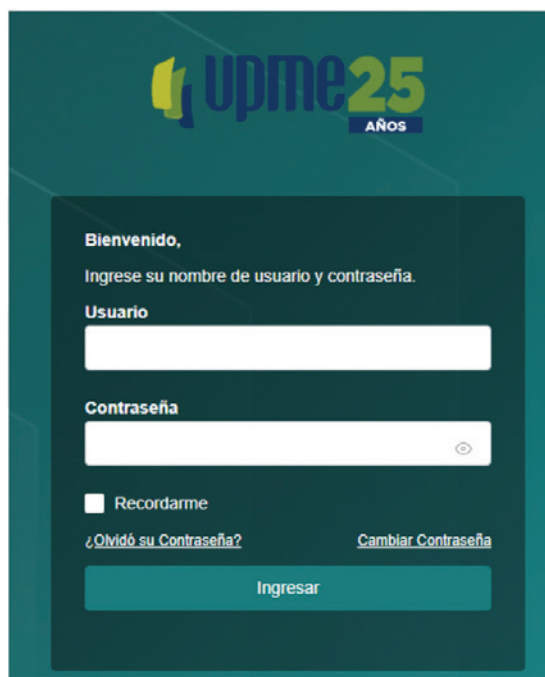 upme25
AÑOS
Bienvenido,
Ingrese su nombre de usuario y contraseña.
Usuario
Contraseña
Recordarme
¿Olvidó su Contraseña? Cambiar Contraseña
Ingresar